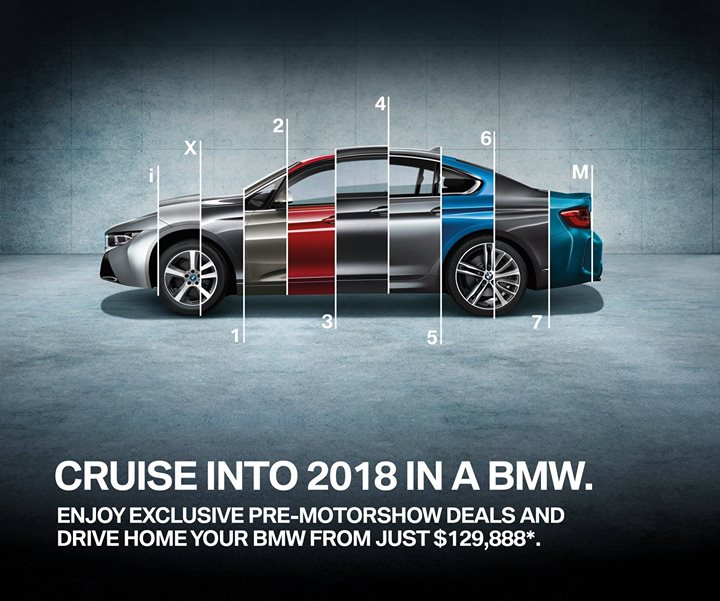 4
2
6
X
M
i
1
3
5
7
CRUISE INTO 2018 IN A BMW.
ENJOY EXCLUSIVE PRE-MOTORSHOW DEALS AND
DRIVE HOME YOUR BMW FROM JUST $129,888*.